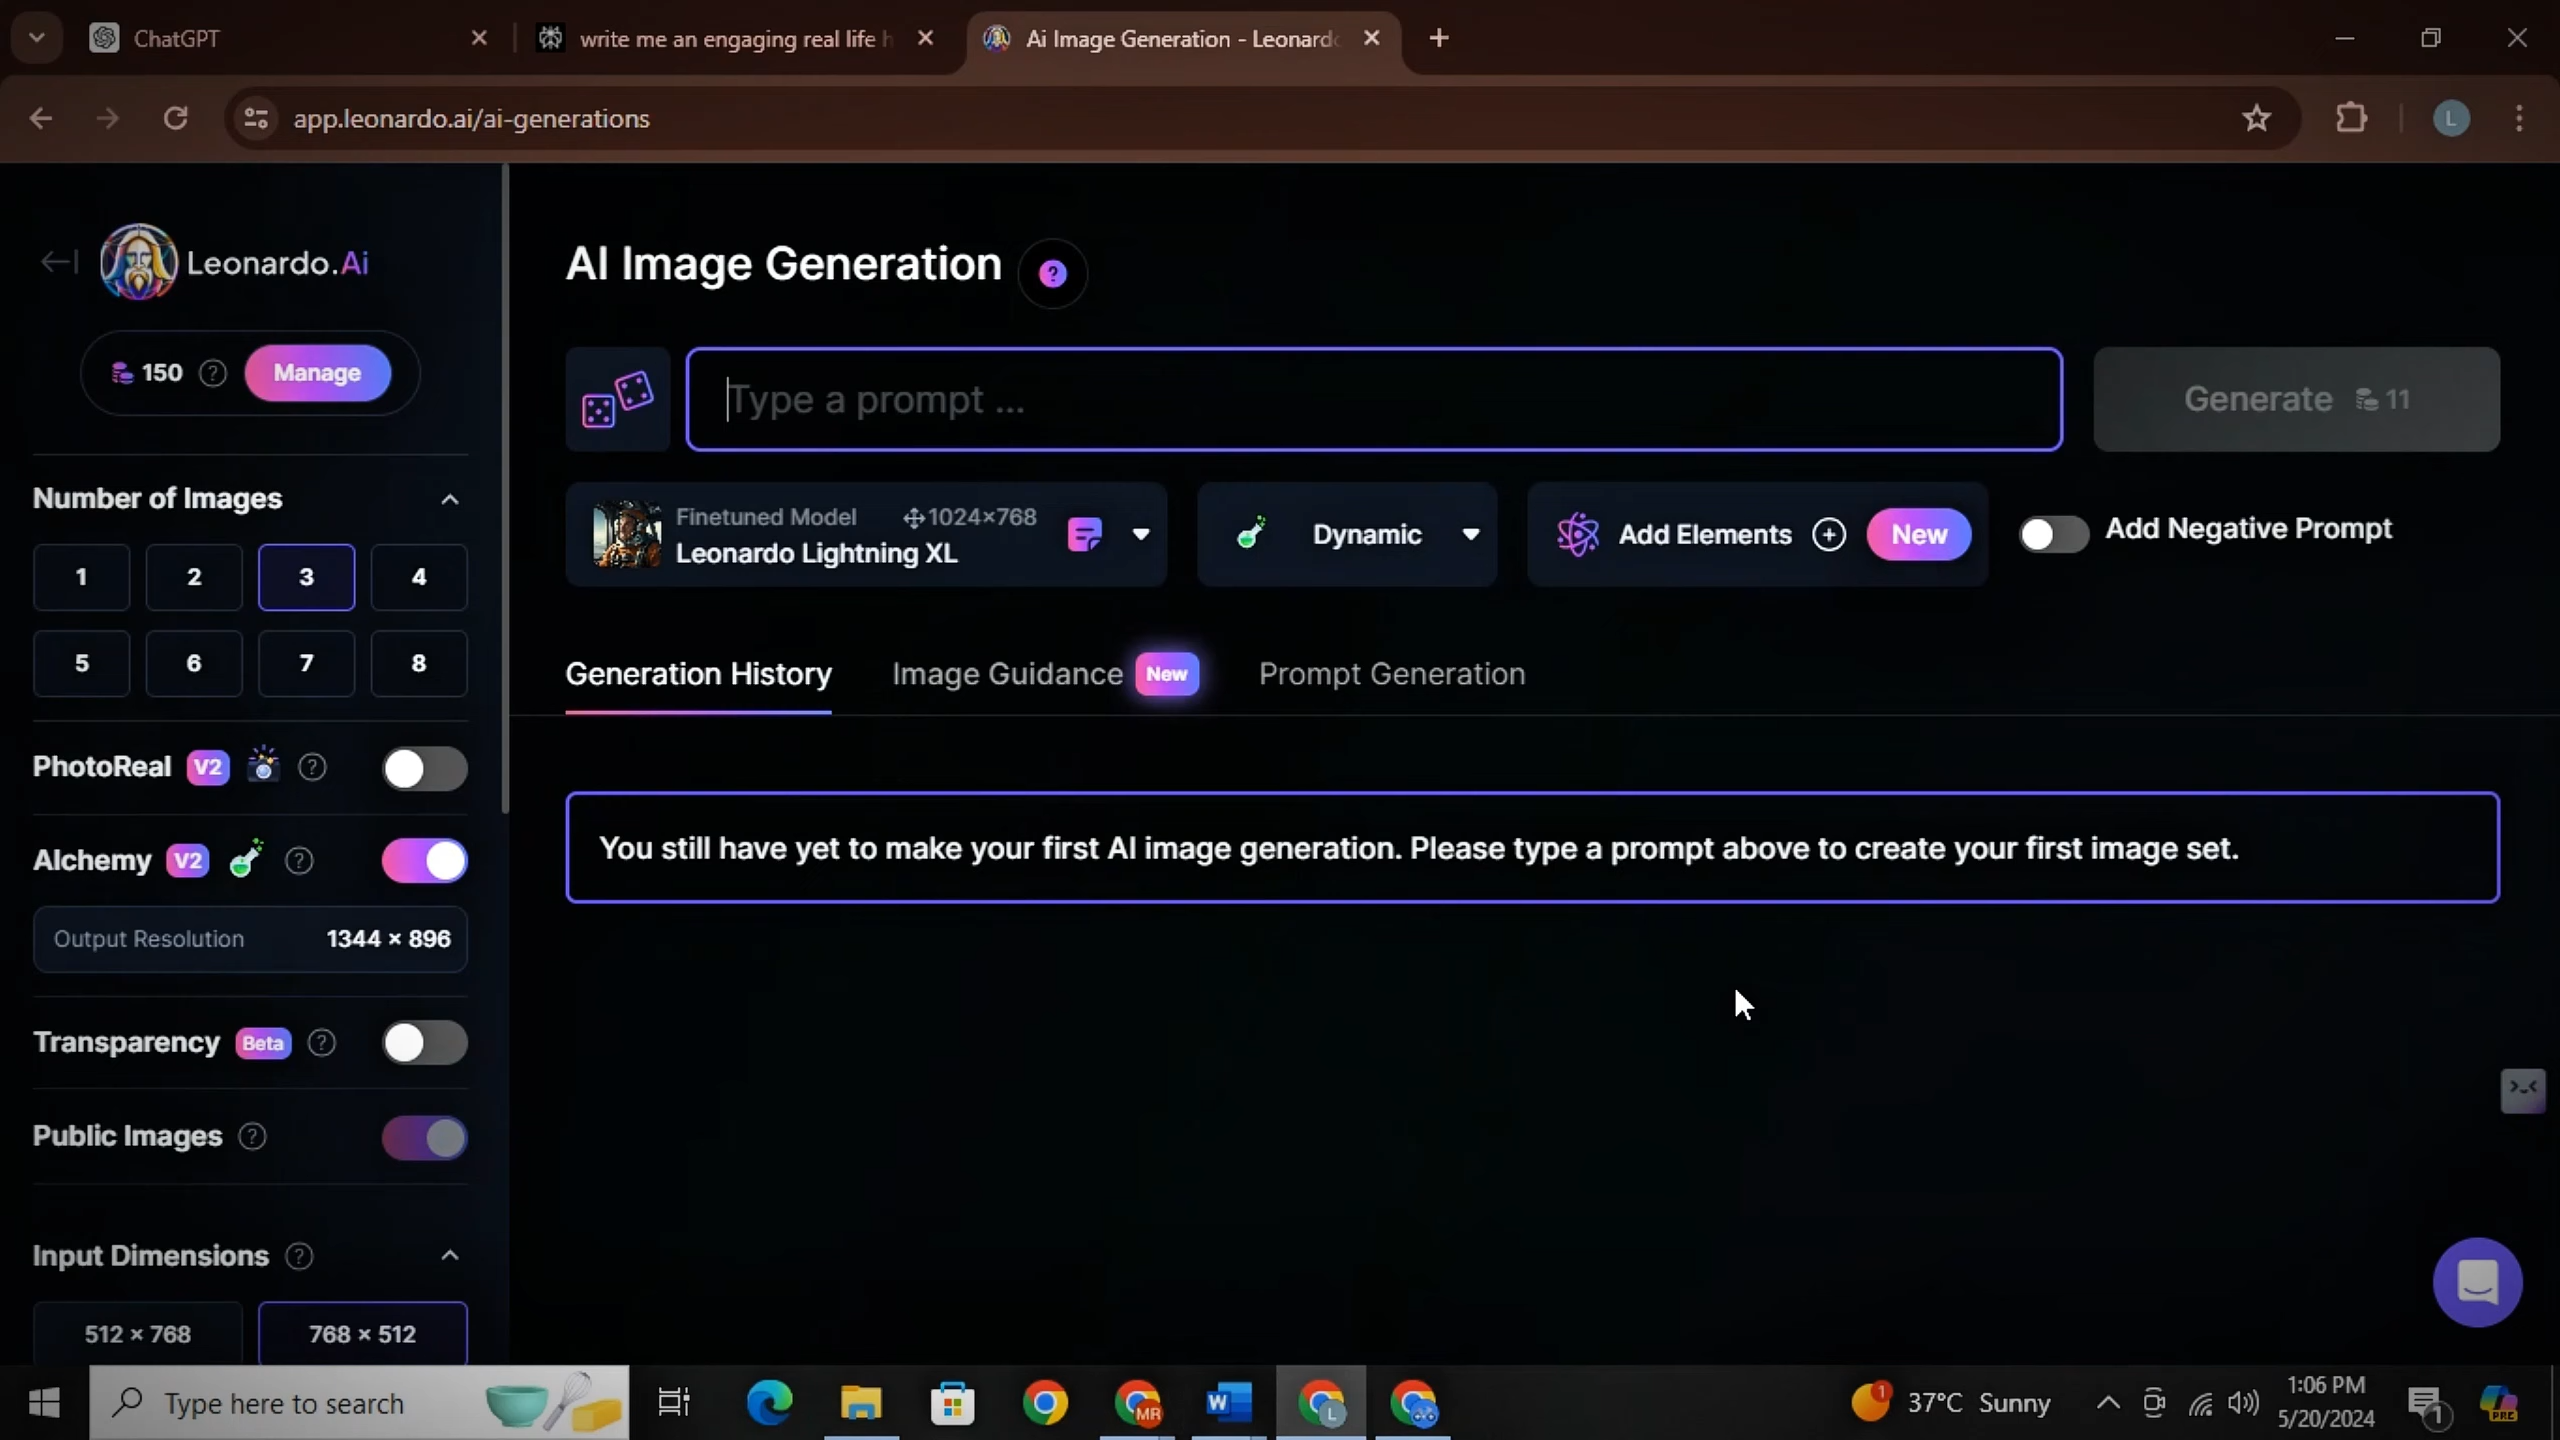 ChatGPT
write me an engaging real life h
Ai Image Generation - Leonardo
app.leonardo.ai/ai-generations
L
Leonardo.Ai
150
Manage
Number of Images
1 2 3 4
5 6 7 8
PhotoReal V2
Alchemy V2
Output Resolution 1344 × 896
Transparency Beta
Public Images
Input Dimensions
512 × 768 768 × 512
AI Image Generation
Type a prompt ...
Generate 11
Finetuned Model 1024×768
Leonardo Lightning XL
Dynamic
Add Elements New
Add Negative Prompt
Generation History Image Guidance New Prompt Generation
You still have yet to make your first AI image generation. Please type a prompt above to create your first image set.
Type here to search
MR
W
L
1
37°C Sunny
1:06 PM
5/20/2024
1
PRE